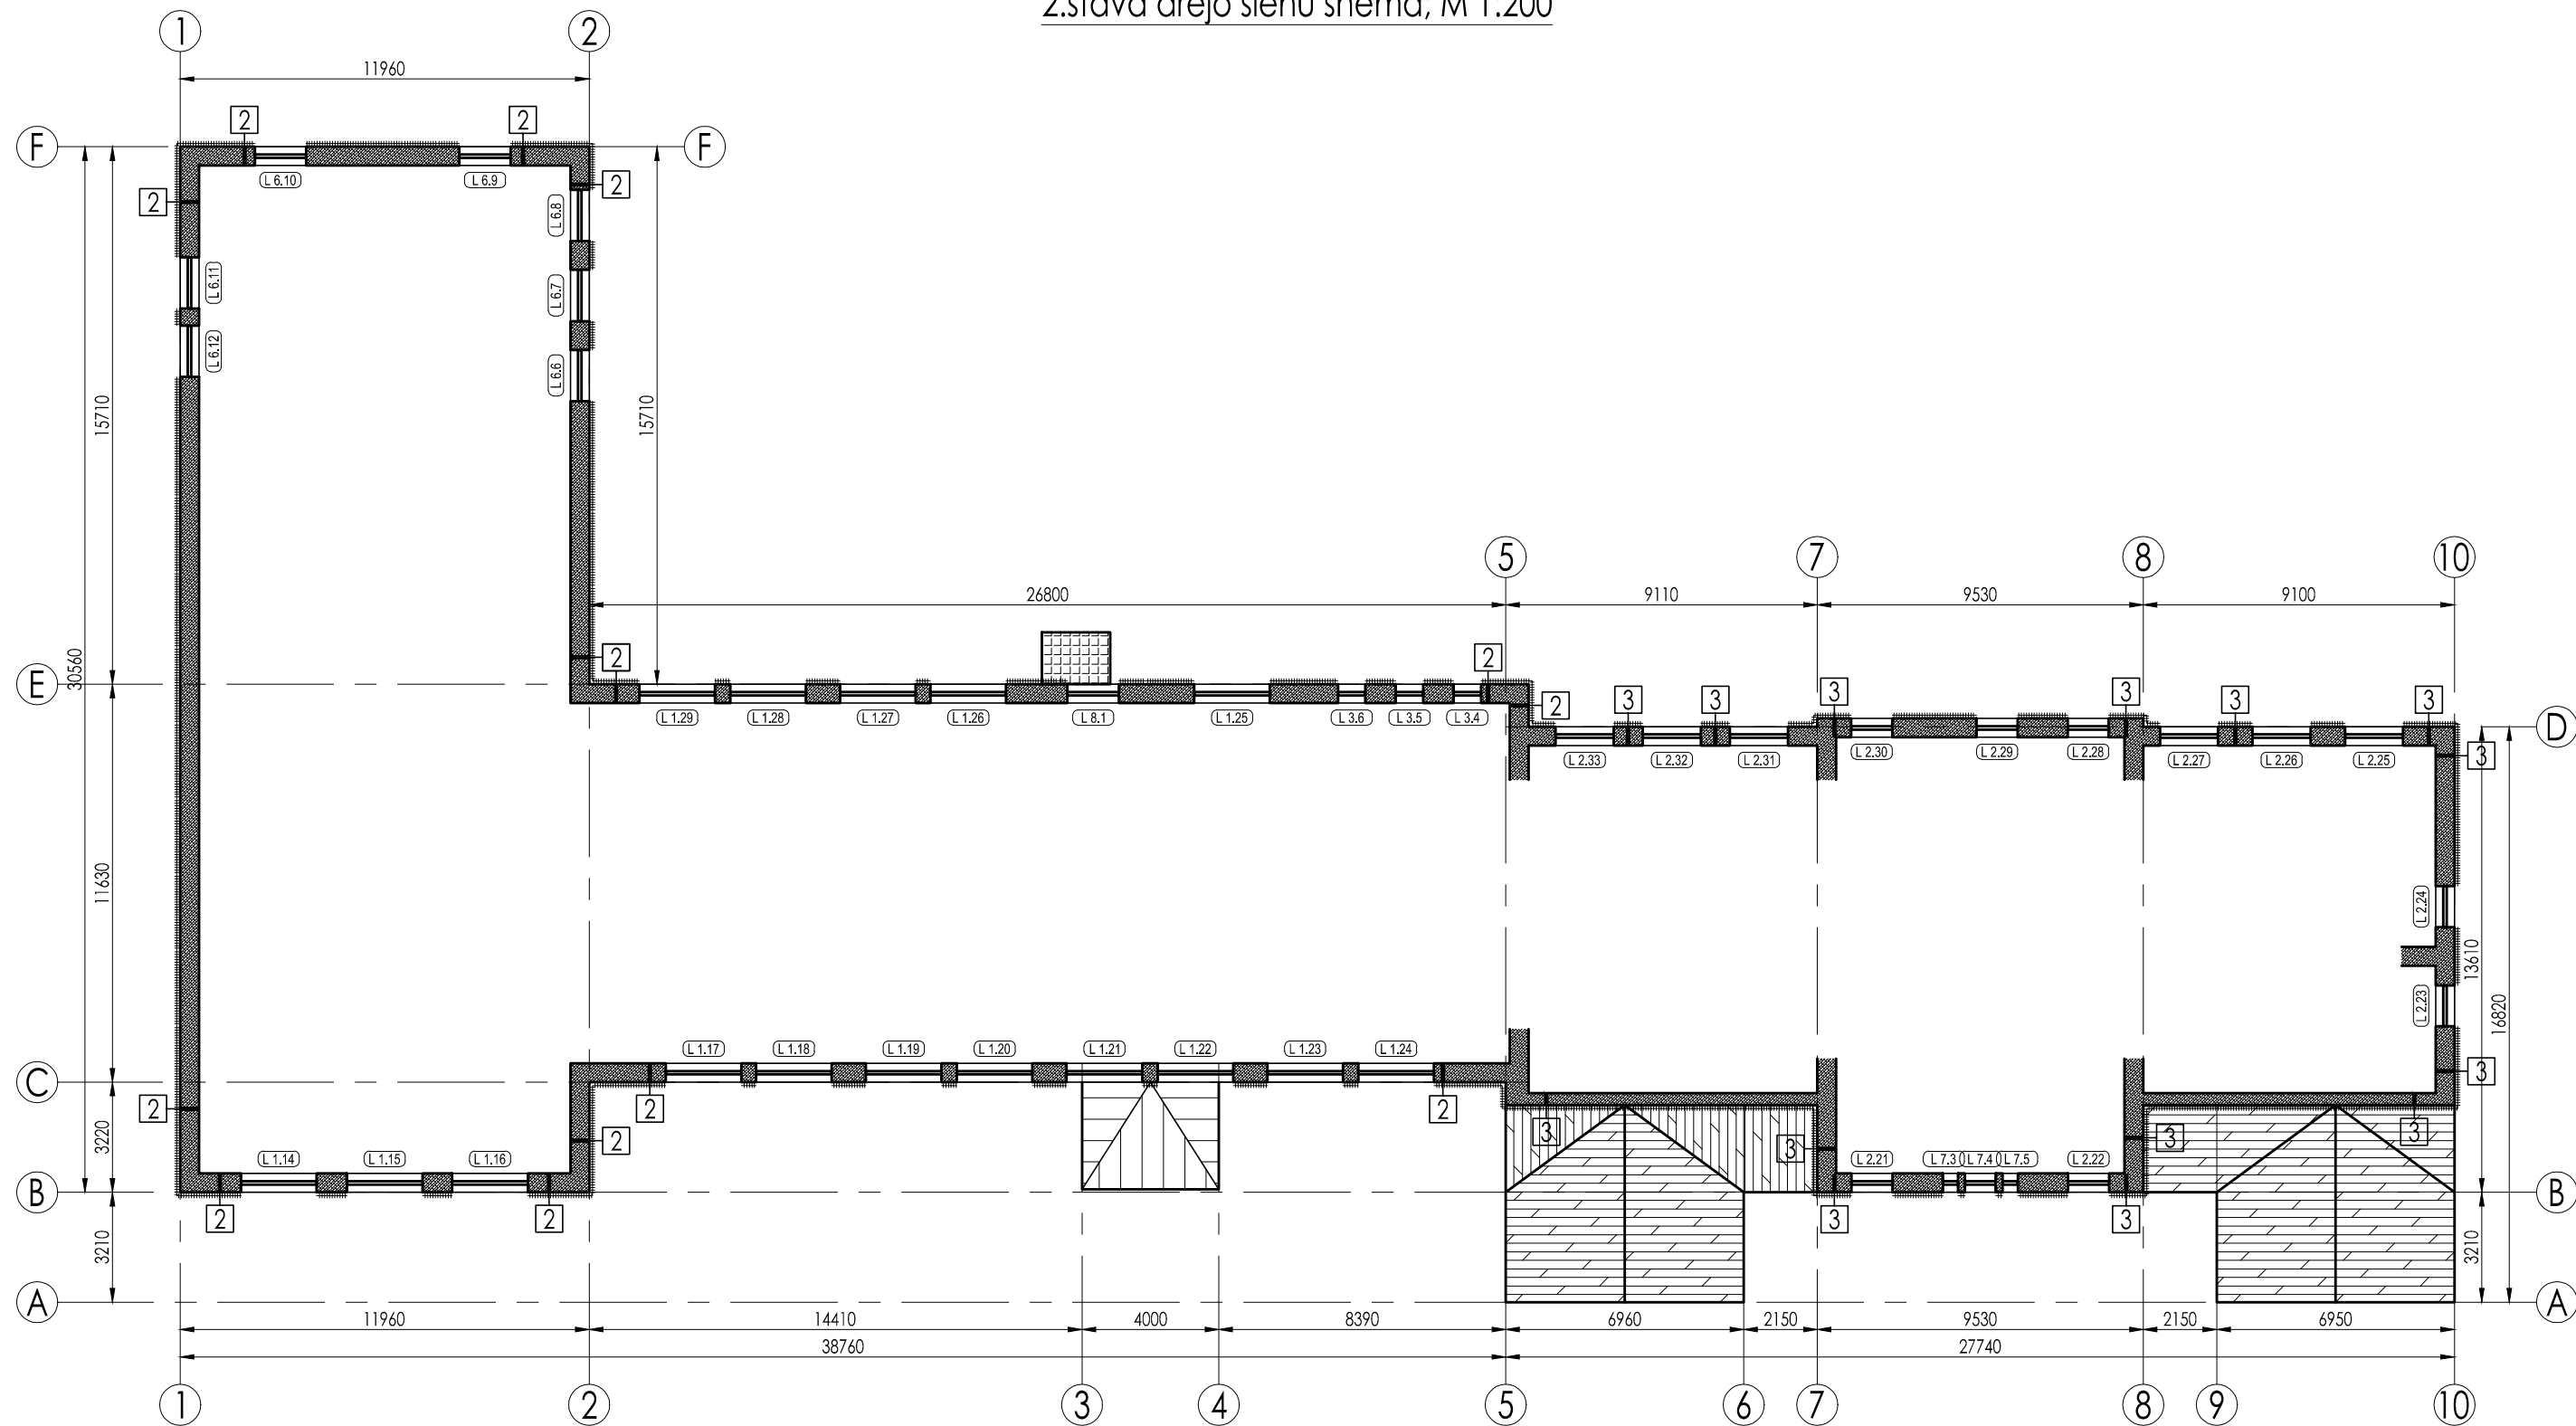 2.stāva ārējo sienu shēma, M 1:200
1 2
11960
2 2
F F
L 6.10 L 6.9
2 2
L 6.8
L 6.11 L 6.7
L 6.12 L 6.6
15710 15710
5 7 8 10
26800 9110 9530 9100
30560
2 2
E
2 3 3 3 3 3 3
L 1.29 L 1.28 L 1.27 L 1.26 L 8.1 L 1.25 L 3.6 L 3.5 L 3.4
D
L 2.33 L 2.32 L 2.31 L 2.30 L 2.29 L 2.28 L 2.27 L 2.26 L 2.25
3
11630
L 2.24
13610
L 2.23
16820
L 1.17 L 1.18 L 1.19 L 1.20 L 1.21 L 1.22 L 1.23 L 1.24
3
C
2 2 2
3 3
2 3 3
3220
L 1.14 L 1.15 L 1.16
L 2.21 L 7.3 L 7.4 L 7.5 L 2.22
B B
2 2 3 3
3210 3210
A A
11960 14410 4000 8390 6960 2150 9530 2150 6950
38760 27740
1 2 3 4 5 6 7 8 9 10